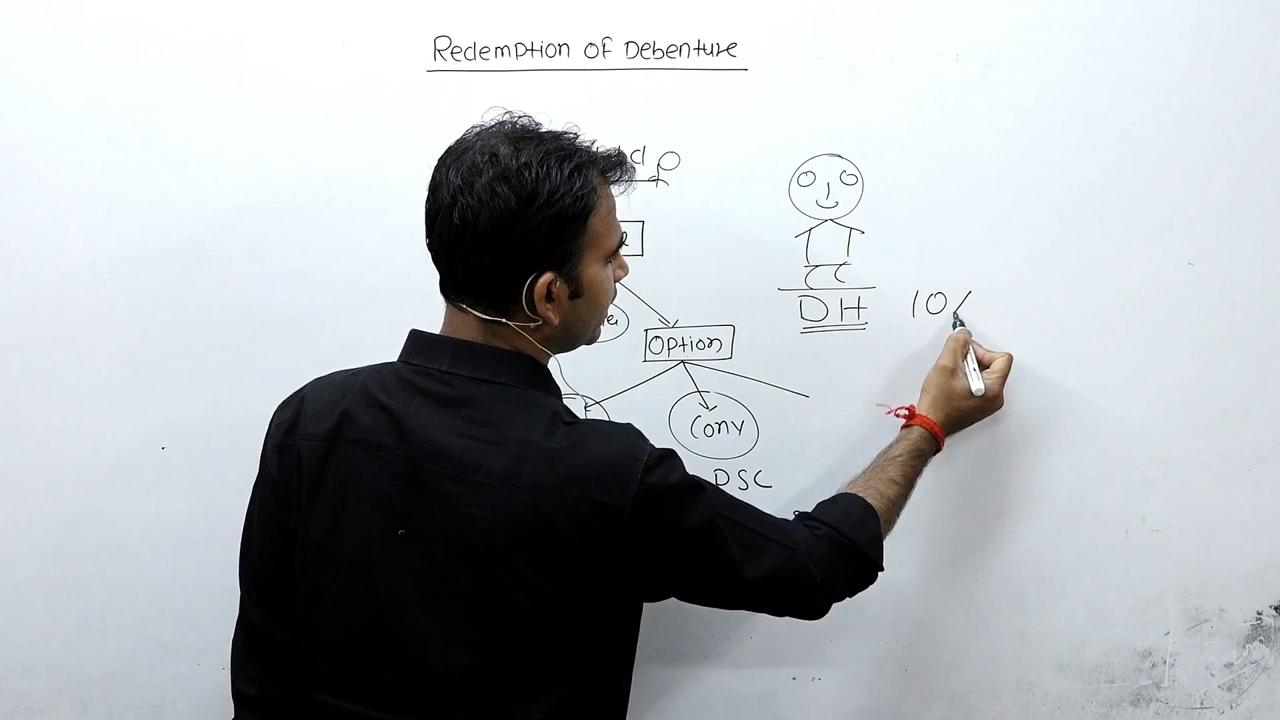 Redemption of Debenture
Option
DH 10%
Conv
DSC